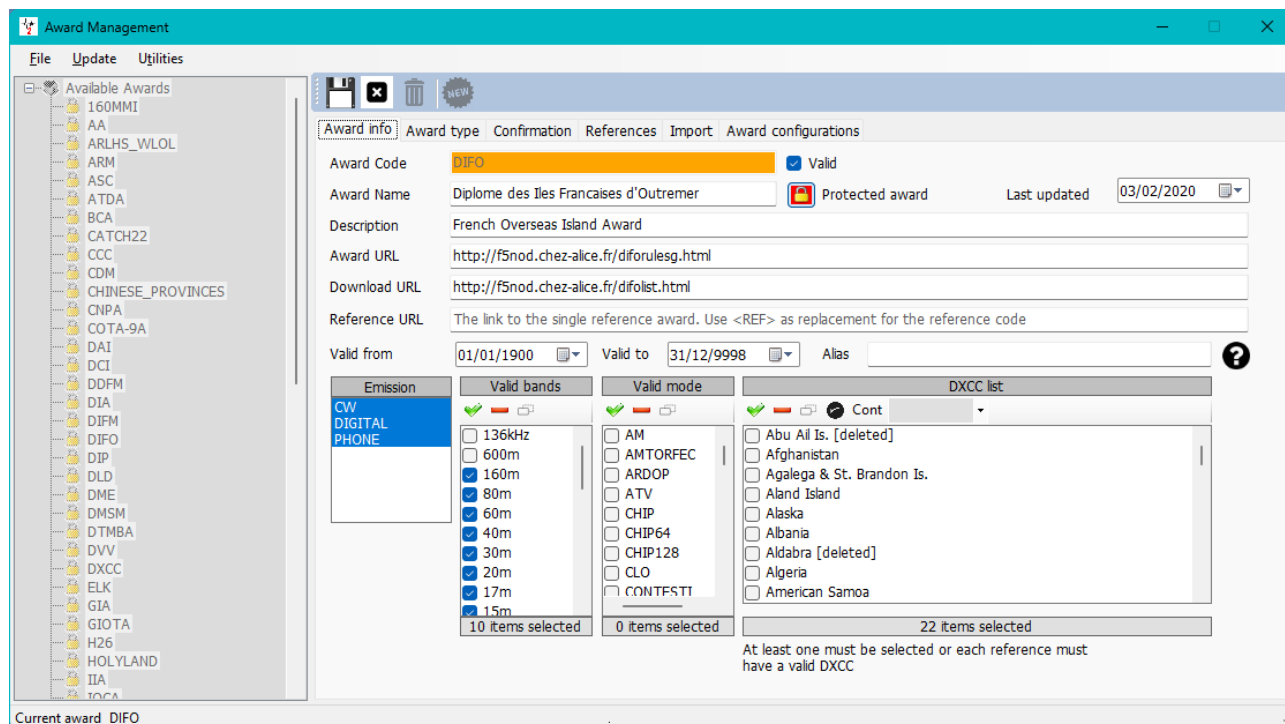 Award Management
File Update Utilities
Available Awards
160MMI
AA
ARLHS_WLOL
ARM
ASC
ATDA
BCA
CATCH22
CCC
CDM
CHINESE_PROVINCES
CNPA
COTA-9A
DAI
DCI
DDFM
DIA
DIFM
DIFO
DIP
DLD
DME
DMSM
DTMBA
DVV
DXCC
ELK
GIA
GIOTA
H26
HOLYLAND
IIA
IOCA
NEW
Award info Award type Confirmation References Import Award configurations
Award Code DIFO Valid
Award Name Diplome des Iles Francaises d'Outremer Protected award Last updated 03/02/2020
Description French Overseas Island Award
Award URL http://f5nod.chez-alice.fr/diforulesg.html
Download URL http://f5nod.chez-alice.fr/difolist.html
Reference URL The link to the single reference award. Use <REF> as replacement for the reference code
Valid from 01/01/1900 Valid to 31/12/9998 Alias ?
Emission
CW
DIGITAL
PHONE
Valid bands
136kHz
600m
160m
80m
60m
40m
30m
20m
17m
15m
10 items selected
Valid mode
AM
AMTORFEC
ARDOP
ATV
CHIP
CHIP64
CHIP128
CLO
CONTESTI
0 items selected
DXCC list
Cont
Abu Ail Is. [deleted]
Afghanistan
Agalega & St. Brandon Is.
Aland Island
Alaska
Albania
Aldabra [deleted]
Algeria
American Samoa
22 items selected
At least one must be selected or each reference must
have a valid DXCC
Current award DIFO